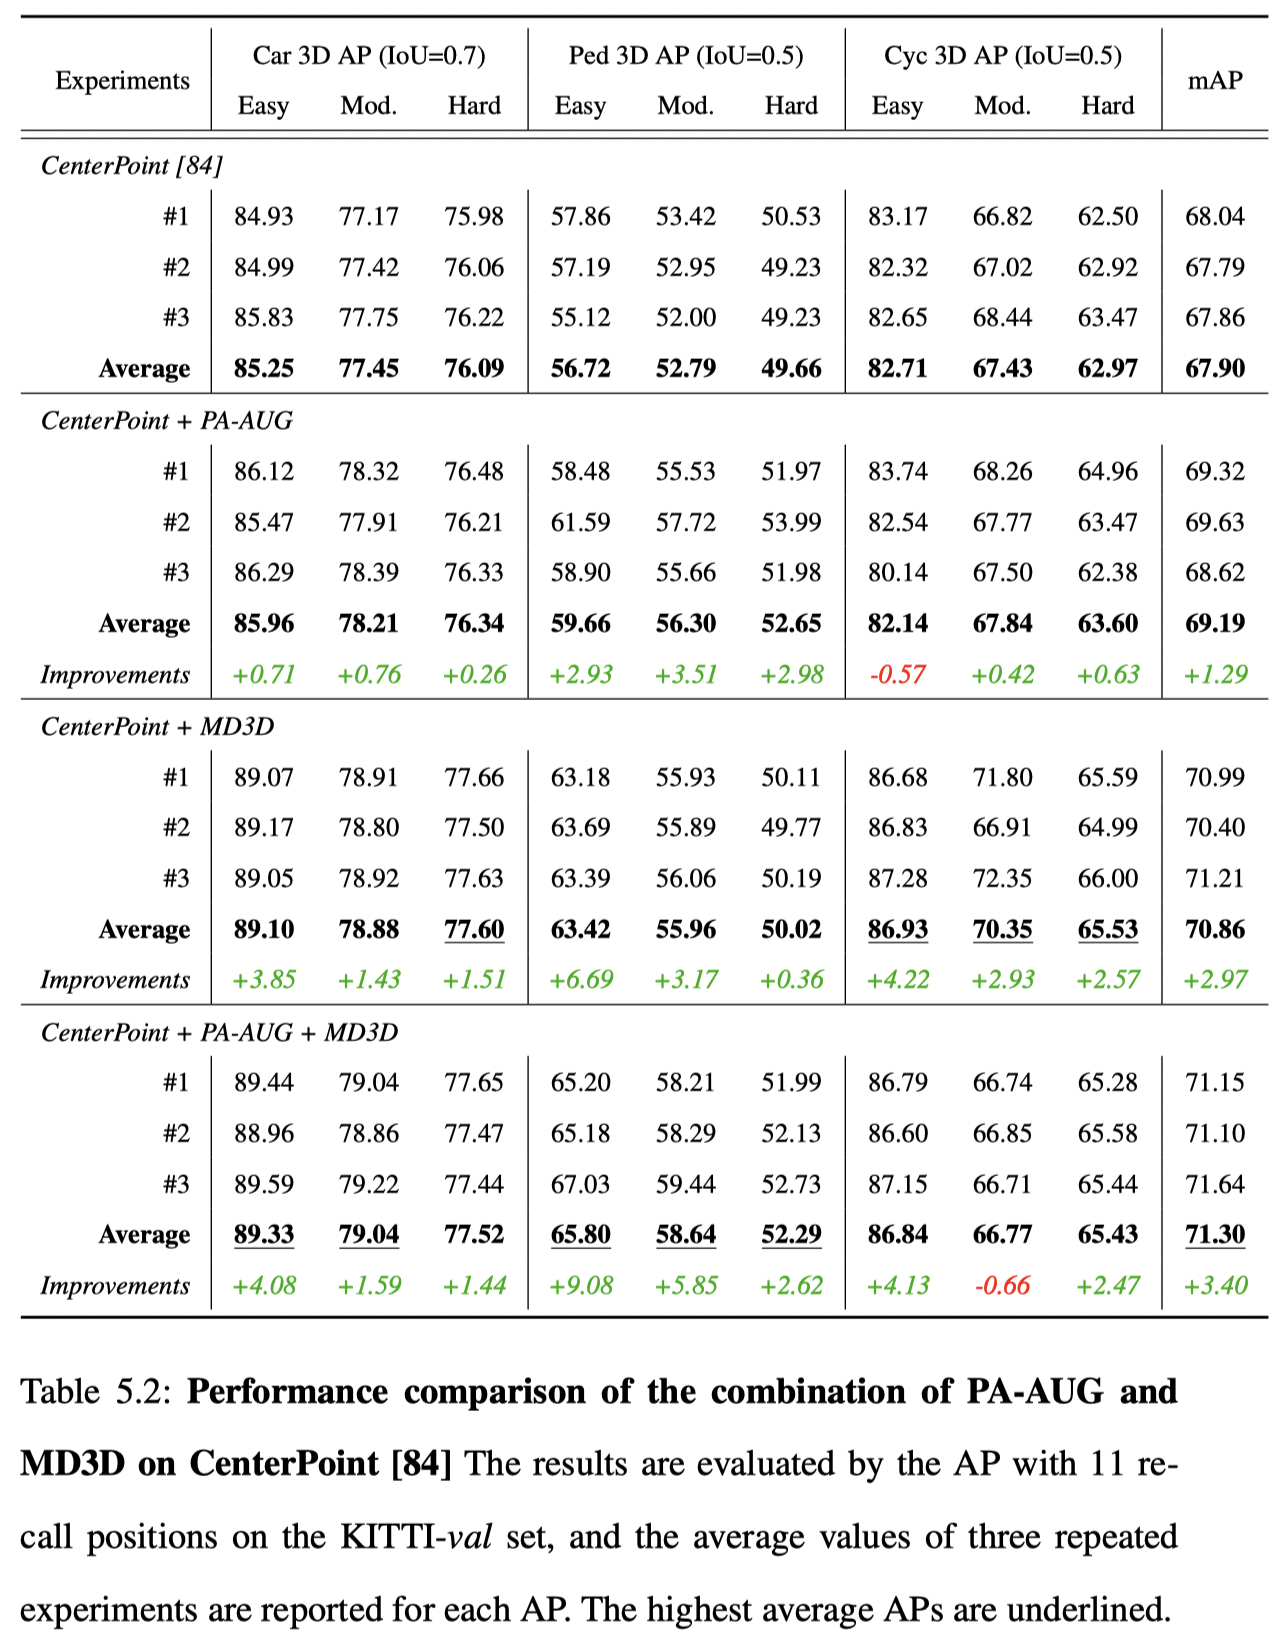 Experiments Car 3D AP (IoU=0.7) Ped 3D AP (IoU=0.5) Cyc 3D AP (IoU=0.5) mAP
Easy Mod. Hard Easy Mod. Hard Easy Mod. Hard
CenterPoint [84]
#1 84.93 77.17 75.98 57.86 53.42 50.53 83.17 66.82 62.50 68.04
#2 84.99 77.42 76.06 57.19 52.95 49.23 82.32 67.02 62.92 67.79
#3 85.83 77.75 76.22 55.12 52.00 49.23 82.65 68.44 63.47 67.86
Average 85.25 77.45 76.09 56.72 52.79 49.66 82.71 67.43 62.97 67.90
CenterPoint + PA-AUG
#1 86.12 78.32 76.48 58.48 55.53 51.97 83.74 68.26 64.96 69.32
#2 85.47 77.91 76.21 61.59 57.72 53.99 82.54 67.77 63.47 69.63
#3 86.29 78.39 76.33 58.90 55.66 51.98 80.14 67.50 62.38 68.62
Average 85.96 78.21 76.34 59.66 56.30 52.65 82.14 67.84 63.60 69.19
Improvements +0.71 +0.76 +0.26 +2.93 +3.51 +2.98 -0.57 +0.42 +0.63 +1.29
CenterPoint + MD3D
#1 89.07 78.91 77.66 63.18 55.93 50.11 86.68 71.80 65.59 70.99
#2 89.17 78.80 77.50 63.69 55.89 49.77 86.83 66.91 64.99 70.40
#3 89.05 78.92 77.63 63.39 56.06 50.19 87.28 72.35 66.00 71.21
Average 89.10 78.88 77.60 63.42 55.96 50.02 86.93 70.35 65.53 70.86
Improvements +3.85 +1.43 +1.51 +6.69 +3.17 +0.36 +4.22 +2.93 +2.57 +2.97
CenterPoint + PA-AUG + MD3D
#1 89.44 79.04 77.65 65.20 58.21 51.99 86.79 66.74 65.28 71.15
#2 88.96 78.86 77.47 65.18 58.29 52.13 86.60 66.85 65.58 71.10
#3 89.59 79.22 77.44 67.03 59.44 52.73 87.15 66.71 65.44 71.64
Average 89.33 79.04 77.52 65.80 58.64 52.29 86.84 66.77 65.43 71.30
Improvements +4.08 +1.59 +1.44 +9.08 +5.85 +2.62 +4.13 -0.66 +2.47 +3.40
Table 5.2: Performance comparison of the combination of PA-AUG and
MD3D on CenterPoint [84] The results are evaluated by the AP with 11 re-
call positions on the KITTI-val set, and the average values of three repeated
experiments are reported for each AP. The highest average APs are underlined.